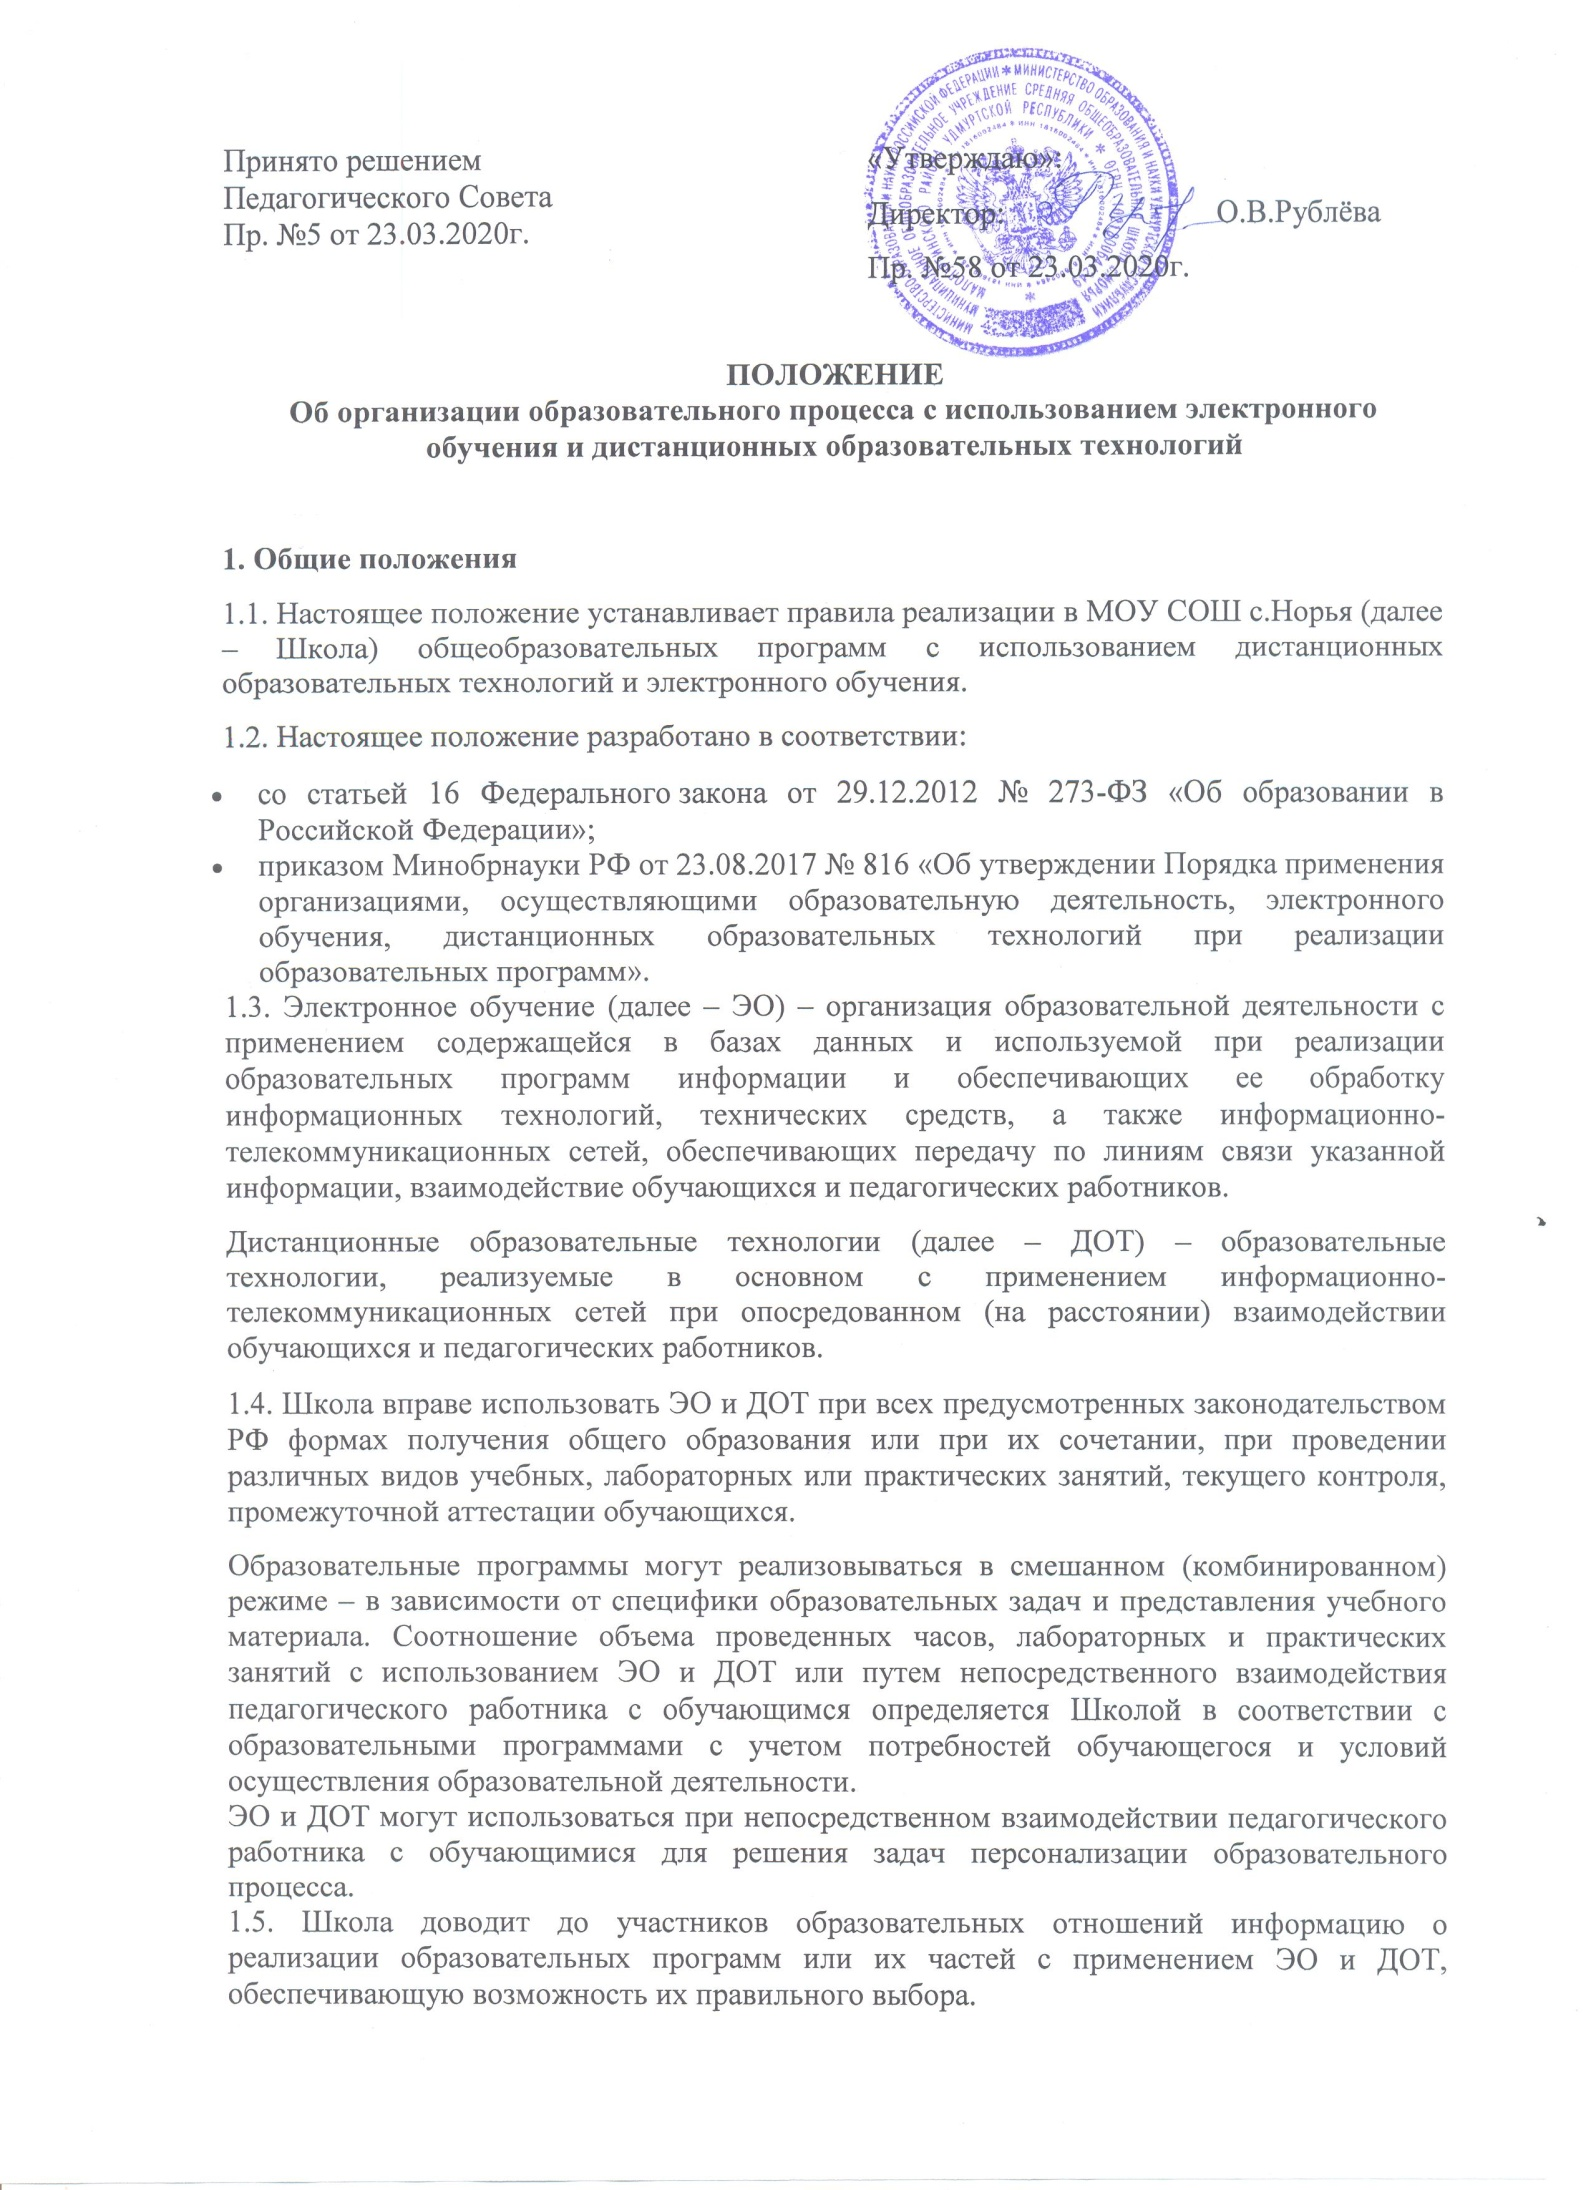 Принято решением
Педагогического Совета
Пр. №5 от 23.03.2020г.
«Утверждаю»:
Директор: О.В.Рублёва
Пр. №58 от 23.03.2020г.
ПОЛОЖЕНИЕ
Об организации образовательного процесса с использованием электронного
обучения и дистанционных образовательных технологий
1. Общие положения
1.1. Настоящее положение устанавливает правила реализации в МОУ СОШ с.Норья (далее
– Школа) общеобразовательных программ с использованием дистанционных
образовательных технологий и электронного обучения.
1.2. Настоящее положение разработано в соответствии:
• со статьей 16 Федерального закона от 29.12.2012 № 273-ФЗ «Об образовании в
Российской Федерации»;
• приказом Минобрнауки РФ от 23.08.2017 № 816 «Об утверждении Порядка применения
организациями, осуществляющими образовательную деятельность, электронного
обучения, дистанционных образовательных технологий при реализации
образовательных программ».
1.3. Электронное обучение (далее – ЭО) – организация образовательной деятельности с
применением содержащейся в базах данных и используемой при реализации
образовательных программ информации и обеспечивающих ее обработку
информационных технологий, технических средств, а также информационно-
телекоммуникационных сетей, обеспечивающих передачу по линиям связи указанной
информации, взаимодействие обучающихся и педагогических работников.
Дистанционные образовательные технологии (далее – ДОТ) – образовательные
технологии, реализуемые в основном с применением информационно-
телекоммуникационных сетей при опосредованном (на расстоянии) взаимодействии
обучающихся и педагогических работников.
1.4. Школа вправе использовать ЭО и ДОТ при всех предусмотренных законодательством
РФ формах получения общего образования или при их сочетании, при проведении
различных видов учебных, лабораторных или практических занятий, текущего контроля,
промежуточной аттестации обучающихся.
Образовательные программы могут реализовываться в смешанном (комбинированном)
режиме – в зависимости от специфики образовательных задач и представления учебного
материала. Соотношение объема проведенных часов, лабораторных и практических
занятий с использованием ЭО и ДОТ или путем непосредственного взаимодействия
педагогического работника с обучающимся определяется Школой в соответствии с
образовательными программами с учетом потребностей обучающегося и условий
осуществления образовательной деятельности.
ЭО и ДОТ могут использоваться при непосредственном взаимодействии педагогического
работника с обучающимися для решения задач персонализации образовательного
процесса.
1.5. Школа доводит до участников образовательных отношений информацию о
реализации образовательных программ или их частей с применением ЭО и ДОТ,
обеспечивающую возможность их правильного выбора.